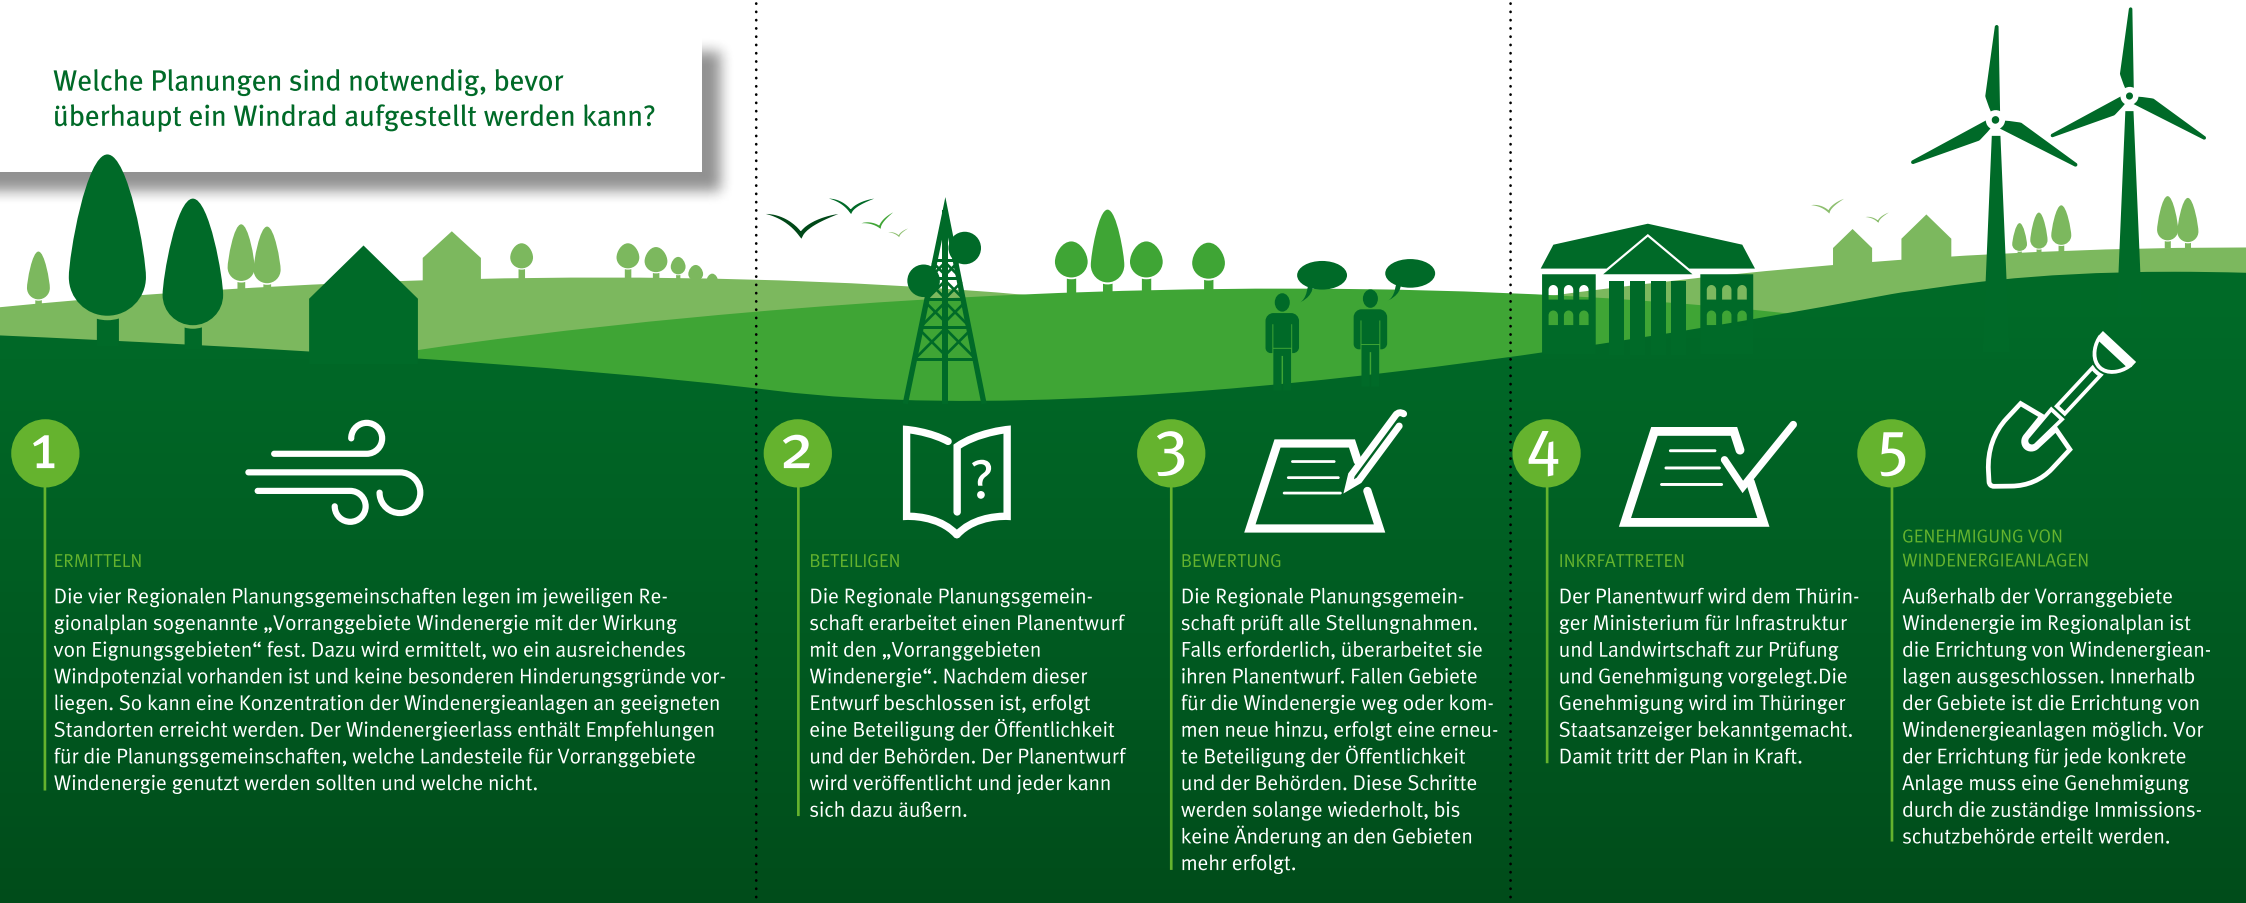 Welche Planungen sind notwendig, bevor
überhaupt ein Windrad aufgestellt werden kann?
1
ERMITTELN
Die vier Regionalen Planungsgemeinschaften legen im jeweiligen Re-
gionalplan sogenannte „Vorranggebiete Windenergie mit der Wirkung
von Eignungsgebieten“ fest. Dazu wird ermittelt, wo ein ausreichendes
Windpotenzial vorhanden ist und keine besonderen Hinderungsgründe vor-
liegen. So kann eine Konzentration der Windenergieanlagen an geeigneten
Standorten erreicht werden. Der Windenergieerlass enthält Empfehlungen
für die Planungsgemeinschaften, welche Landesteile für Vorranggebiete
Windenergie genutzt werden sollten und welche nicht.
2
?
BETEILIGEN
Die Regionale Planungsgemein-
schaft erarbeitet einen Planentwurf
mit den „Vorranggebieten
Windenergie“. Nachdem dieser
Entwurf beschlossen ist, erfolgt
eine Beteiligung der Öffentlichkeit
und der Behörden. Der Planentwurf
wird veröffentlicht und jeder kann
sich dazu äußern.
3
BEWERTUNG
Die Regionale Planungsgemein-
schaft prüft alle Stellungnahmen.
Falls erforderlich, überarbeitet sie
ihren Planentwurf. Fallen Gebiete
für die Windenergie weg oder kom-
men neue hinzu, erfolgt eine erneu-
te Beteiligung der Öffentlichkeit
und der Behörden. Diese Schritte
werden solange wiederholt, bis
keine Änderung an den Gebieten
mehr erfolgt.
4
INKRFATTRETEN
Der Planentwurf wird dem Thürin-
ger Ministerium für Infrastruktur
und Landwirtschaft zur Prüfung
und Genehmigung vorgelegt.Die
Genehmigung wird im Thüringer
Staatsanzeiger bekanntgemacht.
Damit tritt der Plan in Kraft.
5
GENEHMIGUNG VON
WINDENERGIEANLAGEN
Außerhalb der Vorranggebiete
Windenergie im Regionalplan ist
die Errichtung von Windenergiean-
lagen ausgeschlossen. Innerhalb
der Gebiete ist die Errichtung von
Windenergieanlagen möglich. Vor
der Errichtung für jede konkrete
Anlage muss eine Genehmigung
durch die zuständige Immissions-
schutzbehörde erteilt werden.